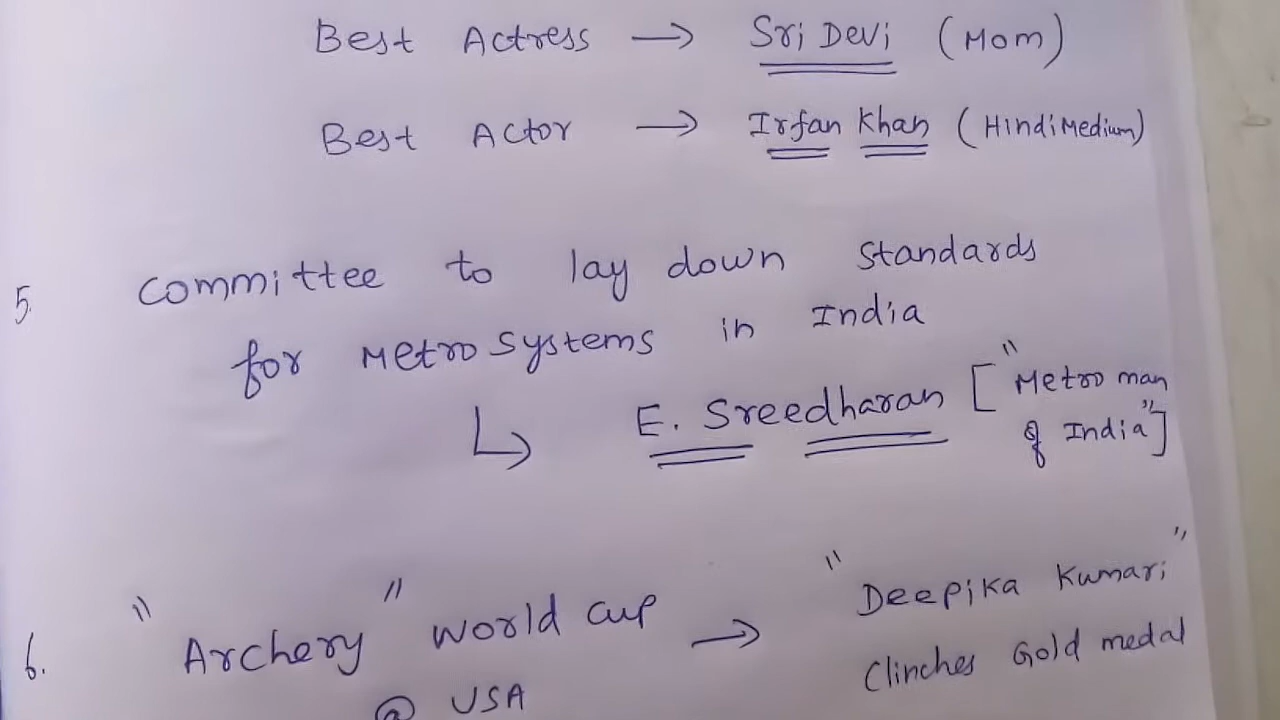 Best Actress → Sri Devi (Mom)
Best Actor → Irfan Khan (Hindi Medium)
5. Committee to lay down standards
for Metro systems in India
↳ E. Sreedharan ["Metro man
of India"]
6. "Archery" world cup → "Deepika Kumari"
@ USA Clinches Gold medal